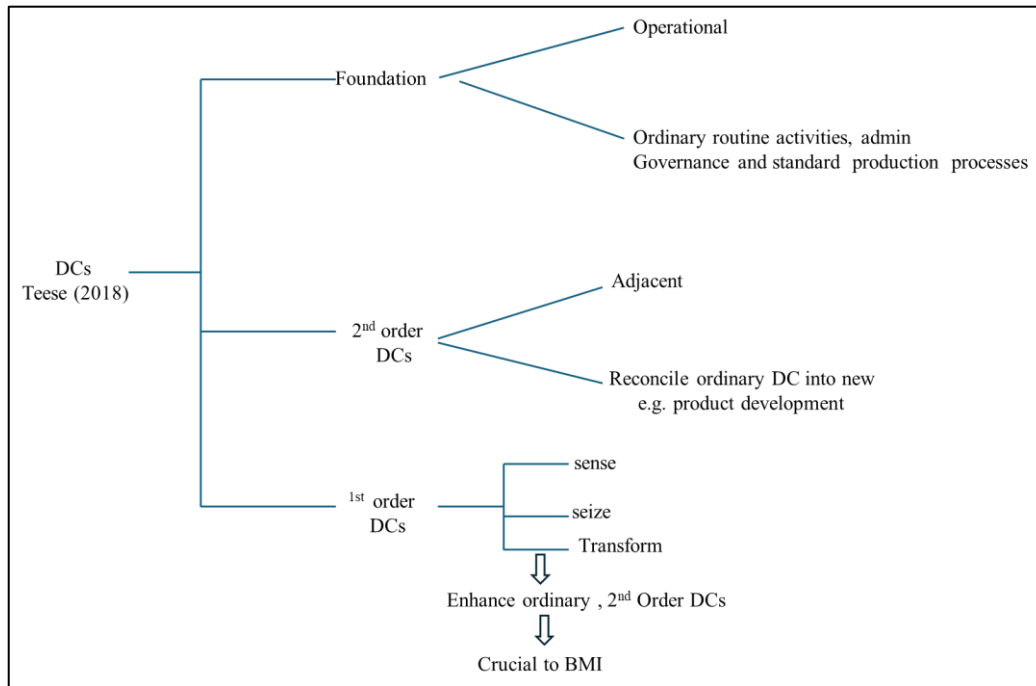 Operational
Foundation
Ordinary routine activities, admin
Governance and standard production processes
DCs
Teese (2018)
Adjacent
2nd order
DCs
Reconcile ordinary DC into new
e.g. product development
sense
1st order
DCs
seize
Transform
Enhance ordinary , 2nd Order DCs
Crucial to BMI